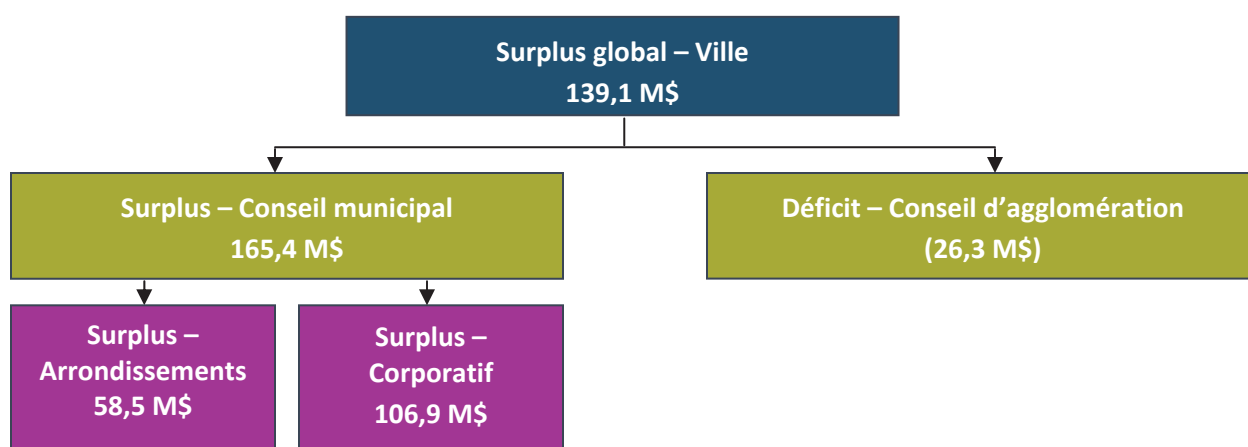 Surplus global – Ville
139,1 M$
Surplus – Conseil municipal
165,4 M$
Déficit – Conseil d’agglomération
(26,3 M$)
Surplus –
Arrondissements
58,5 M$
Surplus –
Corporatif
106,9 M$